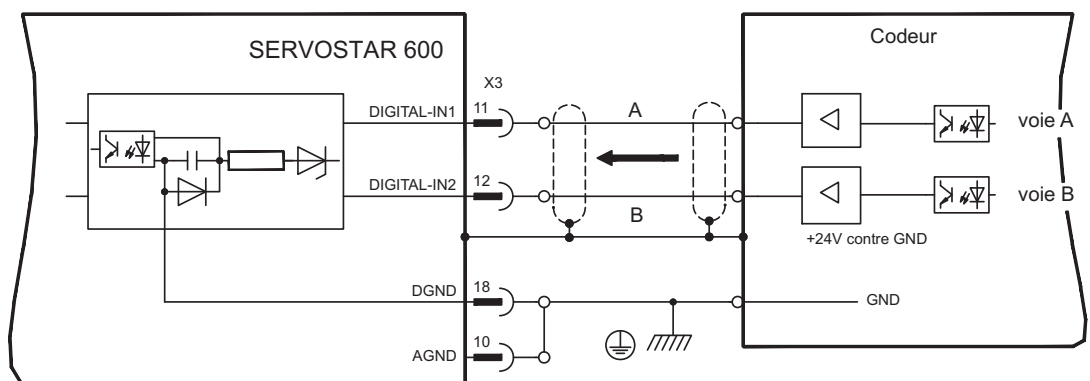 SERVOSTAR 600
Codeur
X3
DIGITAL-IN1
11
A
voie A
DIGITAL-IN2
12
B
voie B
+24V contre GND
DGND
18
GND
AGND
10